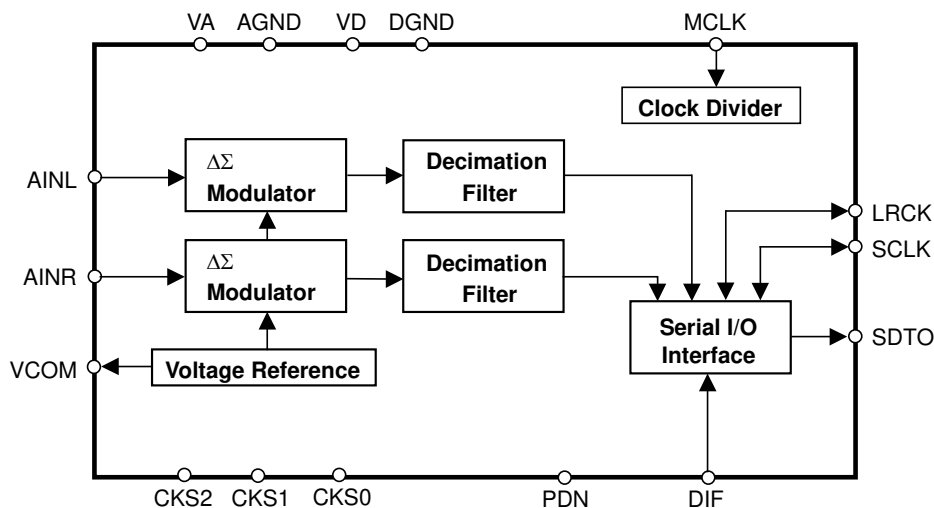 VA AGND VD DGND MCLK
Clock Divider
ΔΣ
Modulator
Decimation
Filter
AINL
LRCK
SCLK
ΔΣ
Modulator
Decimation
Filter
AINR
Serial I/O
Interface
SDTO
VCOM
Voltage Reference
CKS2 CKS1 CKS0 PDN DIF